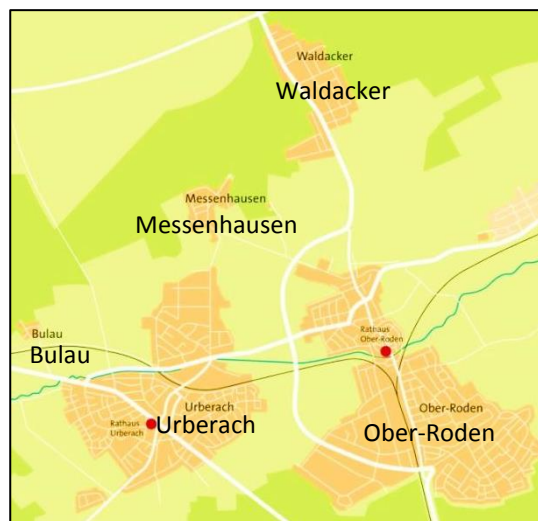 Waldacker
Waldacker
Messenhausen
Messenhausen
Bulau
Bulau
Rathaus
Ober-Roden
Urberach
Rathaus
Urberach
Urberach
Ober-Roden
Ober-Roden